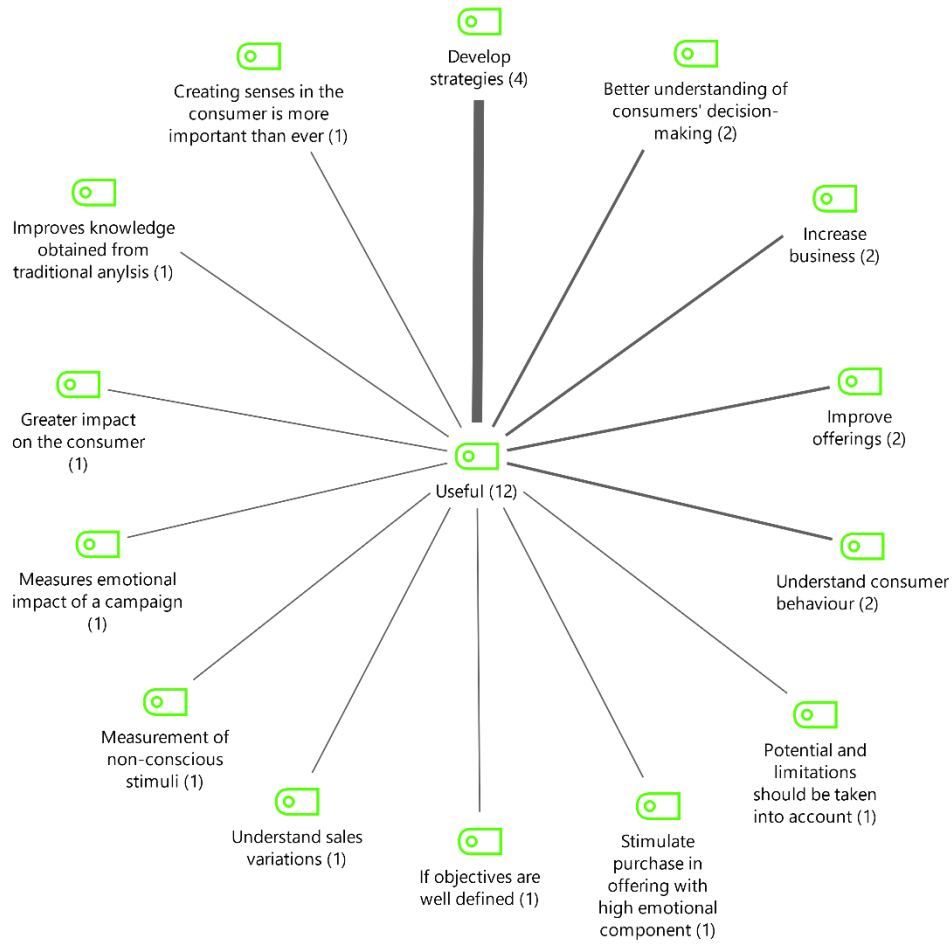 Develop
strategies (4)
Creating senses in the
consumer is more
important than ever (1)
Better understanding of
consumers' decision-
making (2)
Improves knowledge
obtained from
traditional anylsis (1)
Increase
business (2)
Greater impact
on the consumer
(1)
Improve
offerings (2)
Useful (12)
Measures emotional
impact of a campaign
(1)
Understand consumer
behaviour (2)
Measurement of
non-conscious
stimuli (1)
Potential and
limitations
should be taken
into account (1)
Understand sales
variations (1)
If objectives are
well defined (1)
Stimulate
purchase in
offering with
high emotional
component (1)